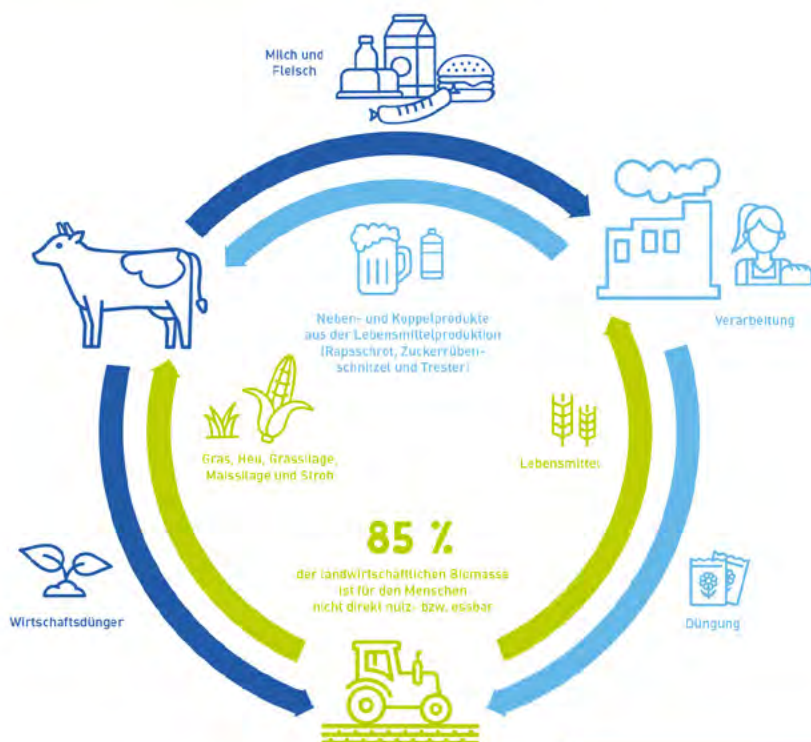 Milch und
Fleisch
Neben- und Koppelprodukte
aus der Lebensmittelproduktion
(Rapsschrot, Zuckerrüben-
schnitzel und Trester)
Verarbeitung
Gras, Heu, Grassilage,
Maissilage und Stroh
Lebensmittel
85 %
der landwirtschaftlichen Biomasse
ist für den Menschen
nicht direkt nutz- bzw. essbar
Wirtschaftsdünger
Düngung